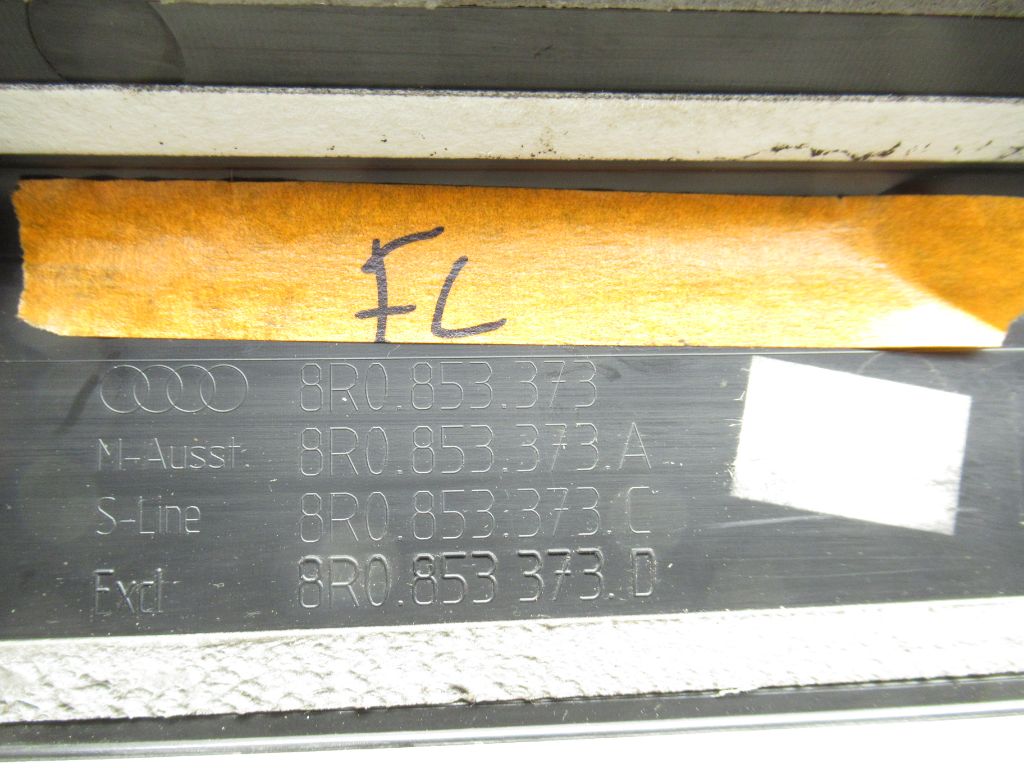 FL
8R0.853.373
M-Ausst. 8R0.853.373.A
S-Line 8R0.853.373.C
Excl. 8R0.853 373.D